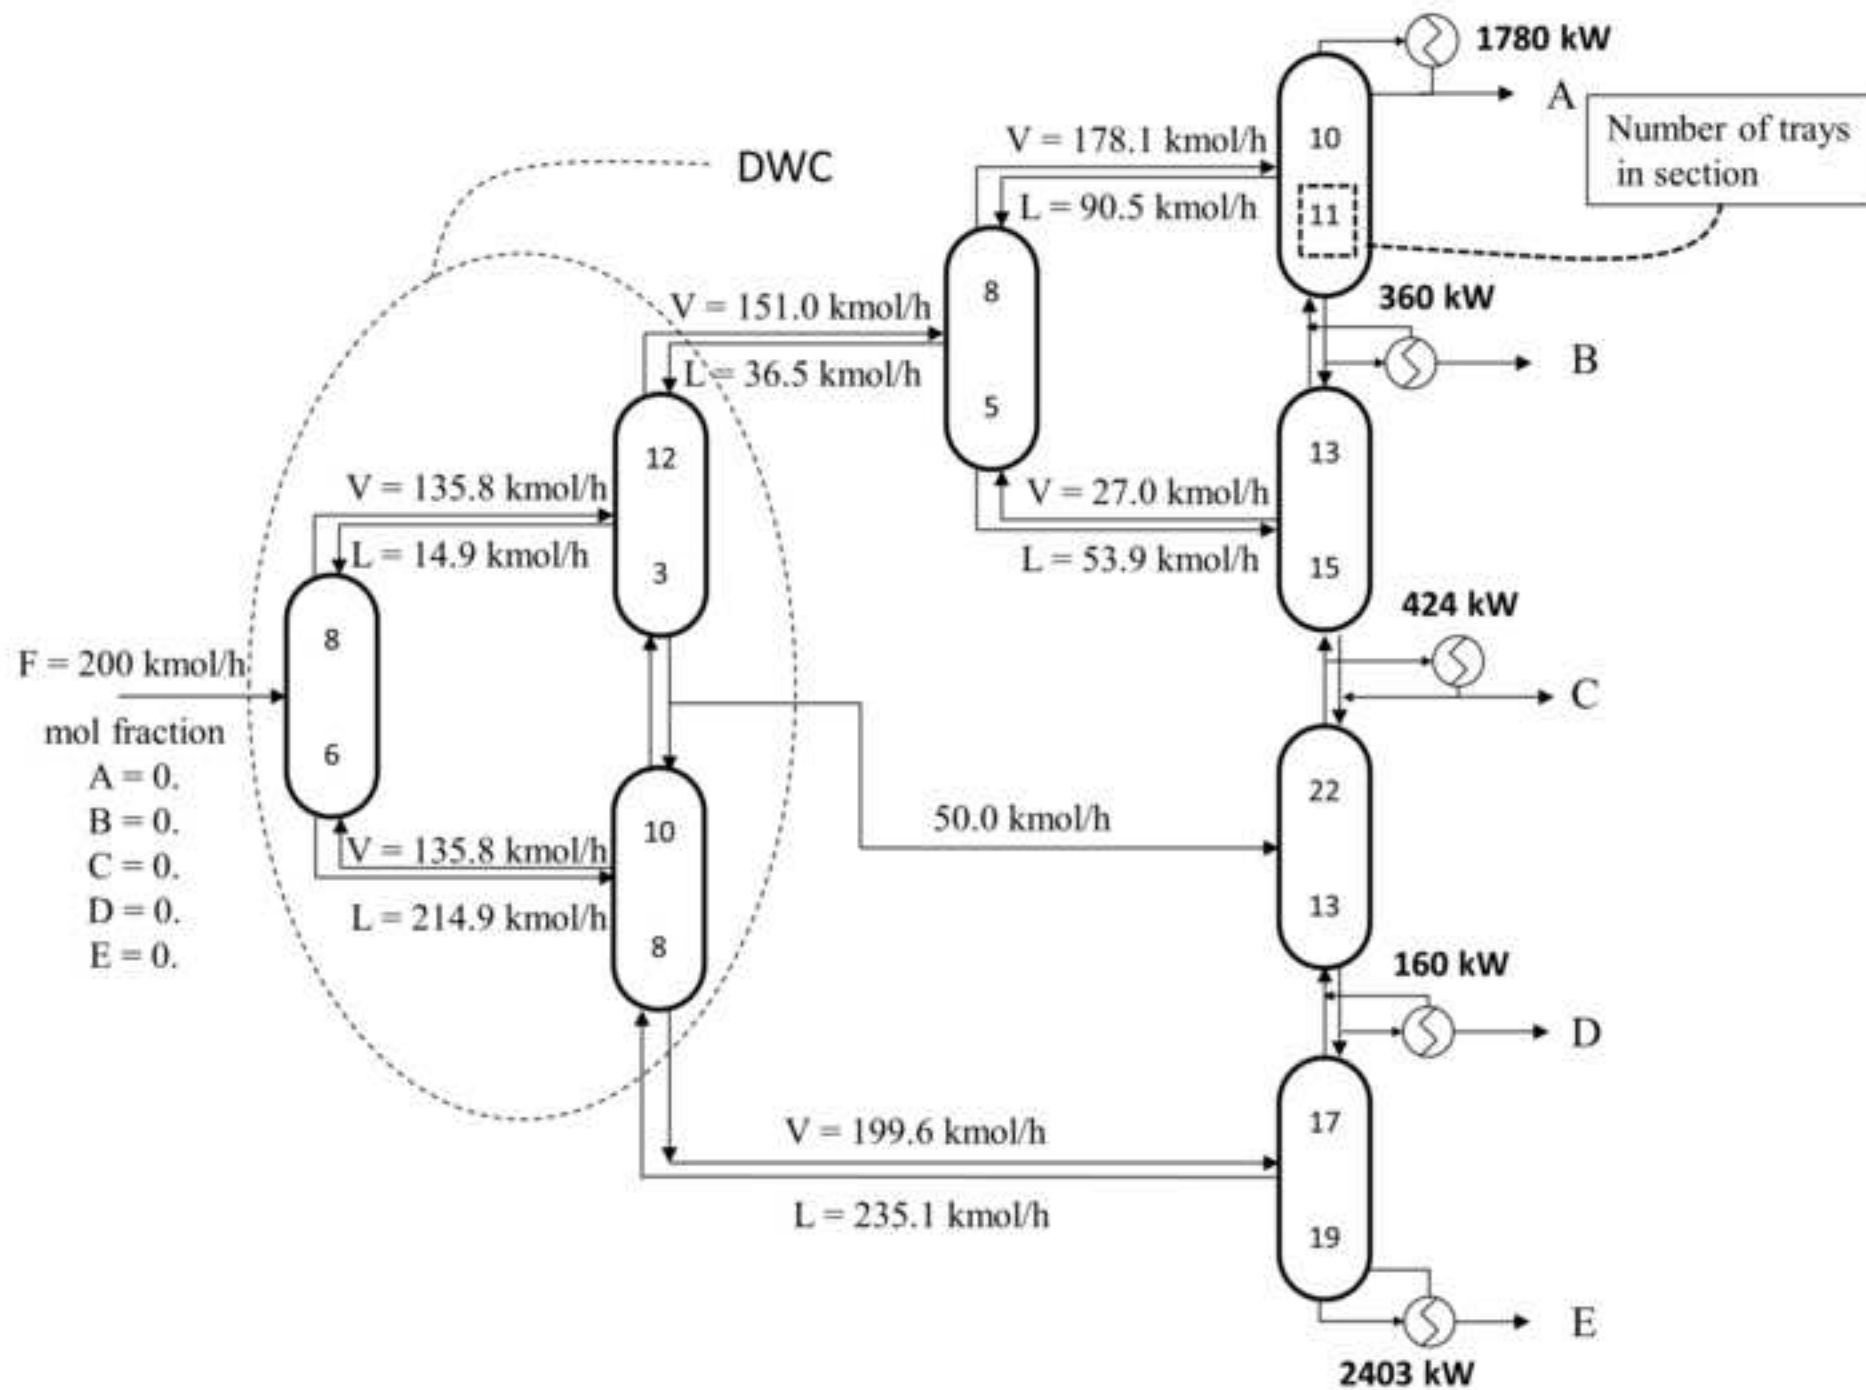 1780 kW
A
Number of trays
in section
DWC
V = 178.1 kmol/h
L = 90.5 kmol/h
10
11
8
5
360 kW
B
V = 151.0 kmol/h
L = 36.5 kmol/h
12
3
V = 27.0 kmol/h
L = 53.9 kmol/h
13
15
V = 135.8 kmol/h
L = 14.9 kmol/h
424 kW
C
F = 200 kmol/h
mol fraction
A = 0.
B = 0.
C = 0.
D = 0.
E = 0.
8
6
V = 135.8 kmol/h
L = 214.9 kmol/h
10
8
50.0 kmol/h
22
13
160 kW
D
V = 199.6 kmol/h
L = 235.1 kmol/h
17
19
E
2403 kW